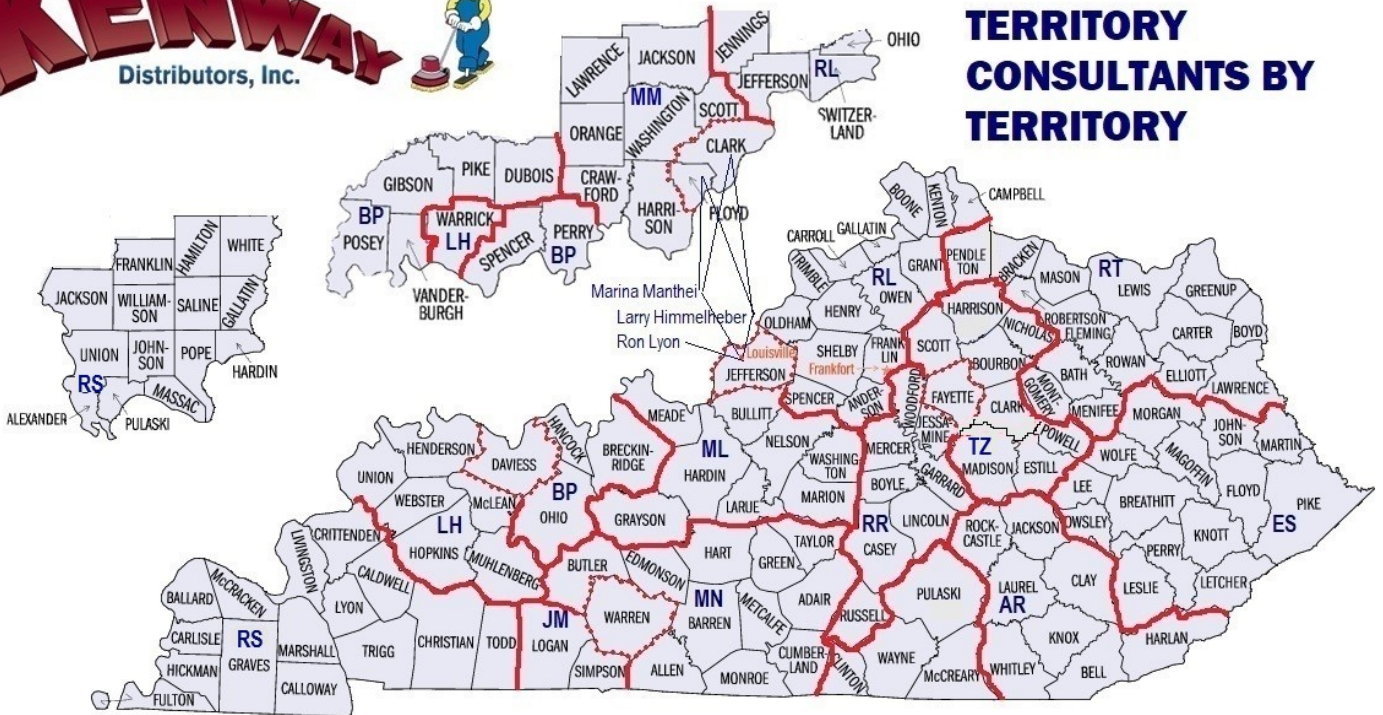 KENWAY
Distributors, Inc.
TERRITORY
CONSULTANTS BY
TERRITORY
LAWRENCE
JACKSON
JENNINGS
OHIO
JEFFERSON
RL
SWITZER-
LAND
MM
WASHINGTON
SCOTT
ORANGE
CLARK
PIKE
DUBOIS
CRAW-
FORD
GIBSON
HARRI-
SON
FLOYD
BP
POSEY
WARRICK
LH
SPENCER
PERRY
BP
VANDER-
BURGH
HAMILTON
WHITE
FRANKLIN
JACKSON
WILLIAM-
SON
SALINE
GALLATIN
UNION
JOHN-
SON
POPE
HARDIN
RS
MASSAC
ALEXANDER
PULASKI
Marina Manthei
Larry Himmelheber
Ron Lyon
BOONE
KENTON
CAMPBELL
CARROLL
GALLATIN
TRIMBLE
GRANT
PENDLE
TON
BRACKEN
MASON
RT
LEWIS
GREENUP
RL
OWEN
HENRY
HARRISON
ROBERTSON
FLEMING
NICHOLAS
CARTER
BOYD
OLDHAM
Louisville
JEFFERSON
SHELBY
FRANK
LIN
Frankfort
SCOTT
BOURBON
ROWAN
BATH
ELLIOTT
LAWRENCE
SPENCER
ANDER-
SON
WOODFORD
FAYETTE
CLARK
MONT-
GOMERY
MENIFEE
MORGAN
JOHN-
SON
MARTIN
MEADE
BULLITT
JESSA-
MINE
POWELL
WOLFE
MAGOFFIN
HENDERSON
DAVIESS
HANCOCK
BRECKIN-
RIDGE
ML
HARDIN
NELSON
WASHING
TON
MERCER
TZ
MADISON
ESTILL
UNION
WEBSTER
McLEAN
BP
OHIO
LARUE
MARION
BOYLE
GARRARD
LEE
BREATHITT
FLOYD
PIKE
ES
LH
HOPKINS
GRAYSON
RR
LINCOLN
ROCK-
CASTLE
JACKSON
OWSLEY
KNOTT
PERRY
CRITTENDEN
LIVINGSTON
MUHLENBERG
BUTLER
EDMONSON
HART
TAYLOR
GREEN
CASEY
CALDWELL
PULASKI
LAUREL
AR
CLAY
LESLIE
LETCHER
McCRACKEN
BALLARD
LYON
JM
LOGAN
WARREN
MN
BARREN
METCALFE
ADAIR
RUSSELL
CARLISLE
RS
GRAVES
MARSHALL
TRIGG
CHRISTIAN
TODD
KNOX
HARLAN
HICKMAN
CALLOWAY
SIMPSON
ALLEN
MONROE
CUMBER-
LAND
CLINTON
WAYNE
McCREARY
WHITLEY
BELL
FULTON